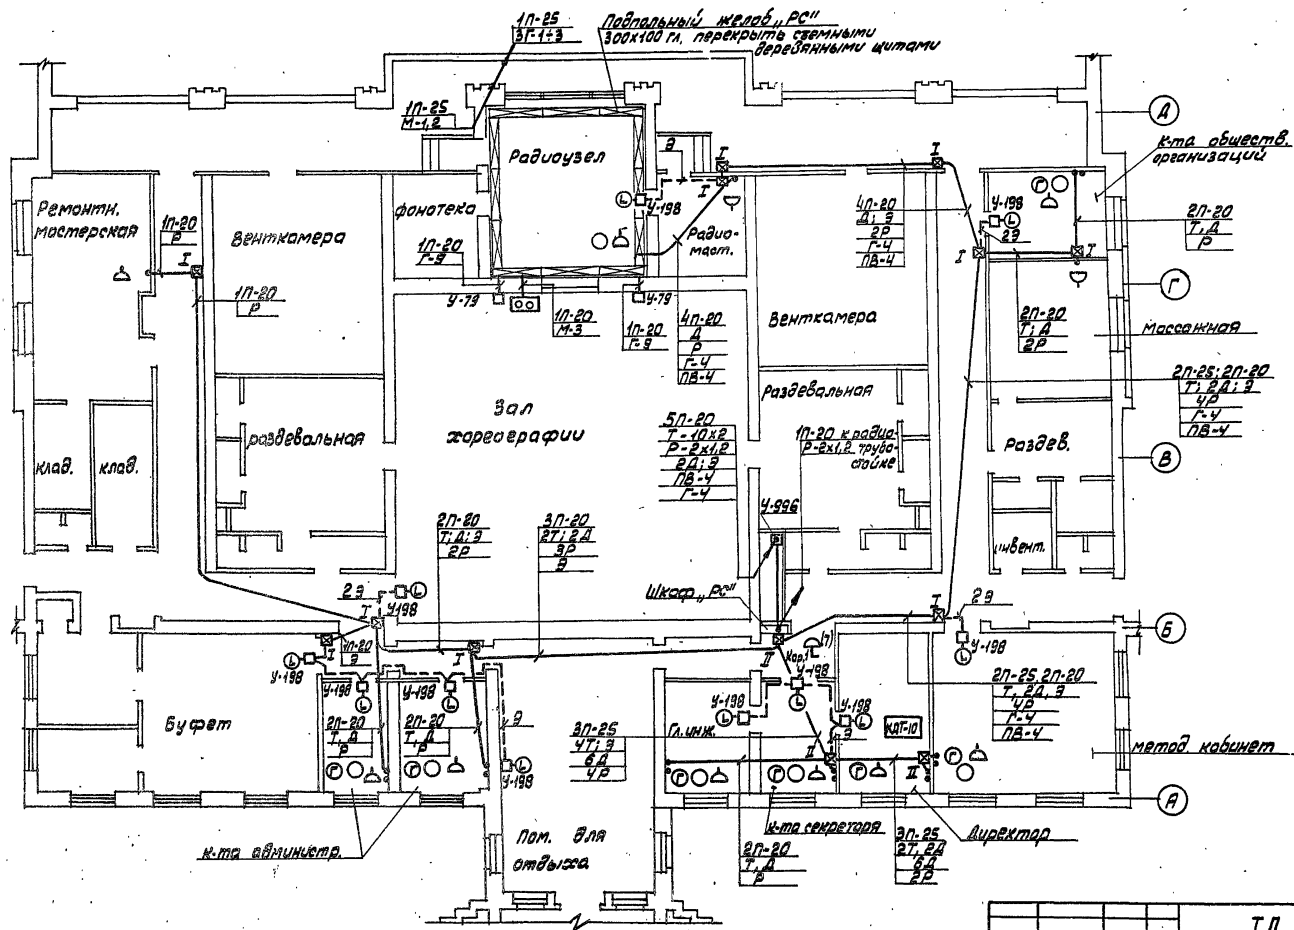 1П-25
3Г-1÷3
Подпольный желоб „РС"
300х100 гл. перекрыть съемными
деревянными щитами
1П-25
М-1,2
Д
к-та обществ.
организаций
Радиоузел
Э
I
I
I
У-198
Ремонтн.
мастерская
1П-20
Р
I
Венткамера
фонотека
1П-20
Г-9
Радио-
маст.
4П-20
Д; Э
2Р
Г-4
ПВ-4
У-198
2Э
I
I
2П-20
Т, Д
Р
Г
1П-20
Р
У-79
У-79
1П-20
М-3
1П-20
Г-9
4П-20
Д
Р
Г-4
ПВ-4
Венткамера
2П-20
Т; Д
2Р
Массажная
2П-25; 2П-20
Т; 2Д; Э
4Р
Г-4
ПВ-4
Зал
хореографии
Раздевальная
раздевальная
5П-20
Т-10х2
Р-2х1,2
2Д; Э
ПВ-4
Г-4
1П-20 к радио-
Р-2х1,2 трубо-
стойке
Раздев.
В
клад.
клад.
У-996
2П-20
Т; Д; Э
2Р
3П-20
2Т; 2Д
3Р
Э
инвент.
Шкаф „РС"
2Э
I
У-198
I
2Э
Б
1П-20
Э
I
I
II
Кор.1
(7)
У-198
У-198
У-198
У-198
У-198
У-198
2П-25, 2П-20
Т, 2Д, Э
4Р
Г-4
ПВ-4
Буфет
2П-20
Т, Д
Р
2П-20
Т, Д
Р
Э
3П-25
4Т; Э
6Д
4Р
Гл. инж.
У-198
Э
КДТ-10
метод. кабинет
У-198
II
II
А
к-та администр.
Пом. для
отдыха
к-та секретаря
2П-20
Т, Д
Р
3П-25
2Т, 2Д
6Д
2Р
Директор
ТП